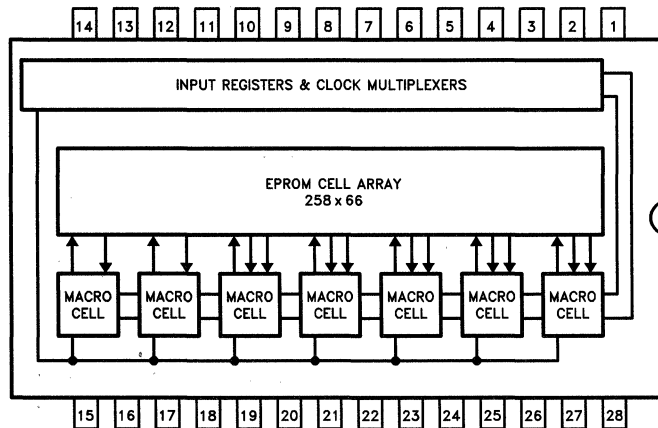 14 13 12 11 10 9 8 7 6 5 4 3 2 1
INPUT REGISTERS & CLOCK MULTIPLEXERS
EPROM CELL ARRAY
258 x 66
MACRO CELL
MACRO CELL
MACRO CELL
MACRO CELL
MACRO CELL
MACRO CELL
MACRO CELL
15 16 17 18 19 20 21 22 23 24 25 26 27 28